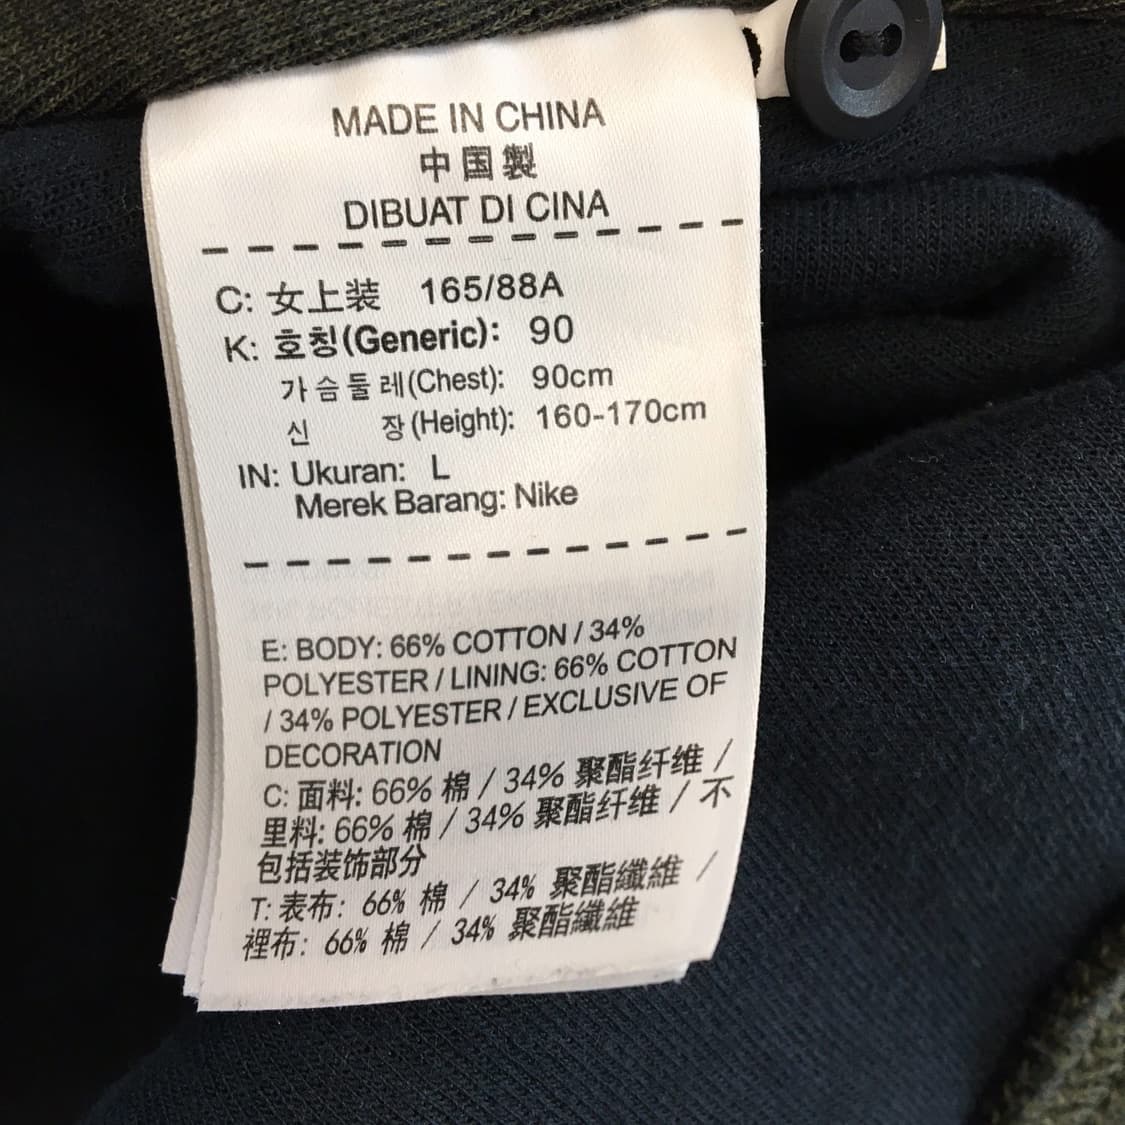 MADE IN CHINA
中国製
DIBUAT DI CINA
C: 女上装 165/88A
K: 호칭(Generic): 90
가슴둘레(Chest): 90cm
신 장(Height): 160-170cm
IN: Ukuran: L
Merek Barang: Nike
E: BODY: 66% COTTON / 34%
POLYESTER / LINING: 66% COTTON
/ 34% POLYESTER / EXCLUSIVE OF
DECORATION
C: 面料: 66% 棉 / 34% 聚酯纤维 /
里料: 66% 棉 / 34% 聚酯纤维 / 不
包括装饰部分
T: 表布: 66% 棉 / 34% 聚酯纖維 /
裡布: 66% 棉 / 34% 聚酯纖維